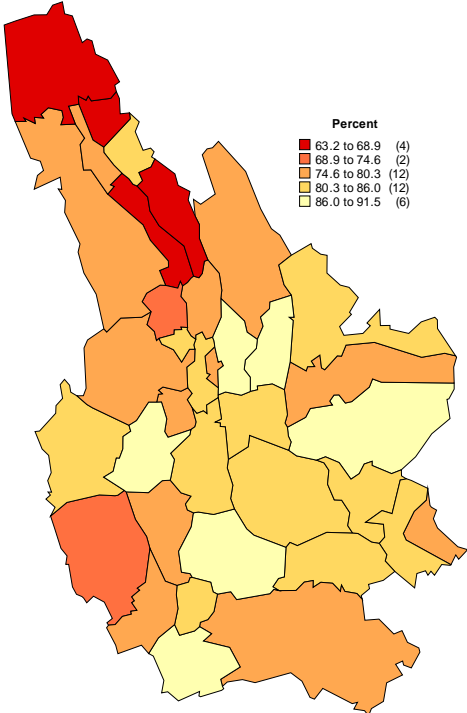 Percent
63.2 to 68.9 (4)
68.9 to 74.6 (2)
74.6 to 80.3 (12)
80.3 to 86.0 (12)
86.0 to 91.5 (6)